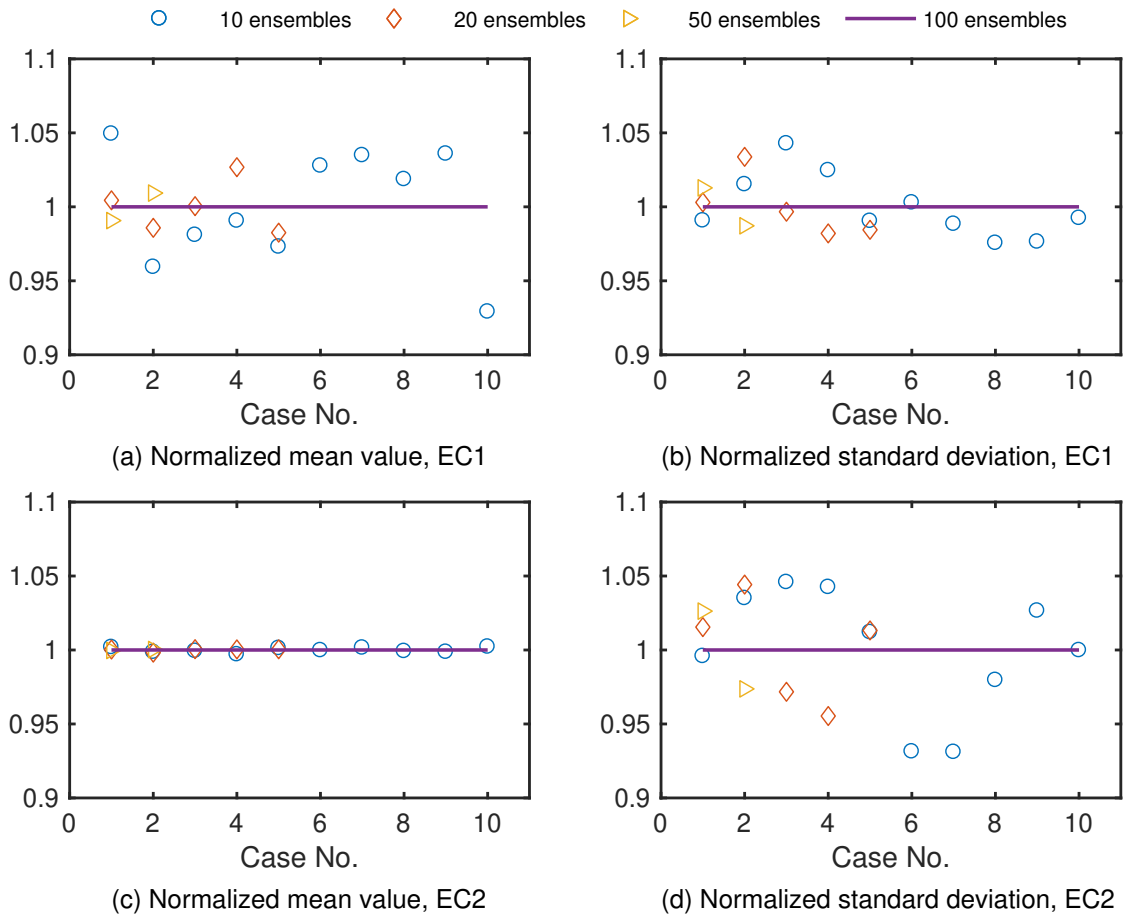 10 ensembles 20 ensembles 50 ensembles 100 ensembles
1.1
1.05
1
0.95
0.9
0 2 4 6 8 10
Case No.
(a) Normalized mean value, EC1
1.1
1.05
1
0.95
0.9
0 2 4 6 8 10
Case No.
(b) Normalized standard deviation, EC1
1.1
1.05
1
0.95
0.9
0 2 4 6 8 10
Case No.
(c) Normalized mean value, EC2
1.1
1.05
1
0.95
0.9
0 2 4 6 8 10
Case No.
(d) Normalized standard deviation, EC2